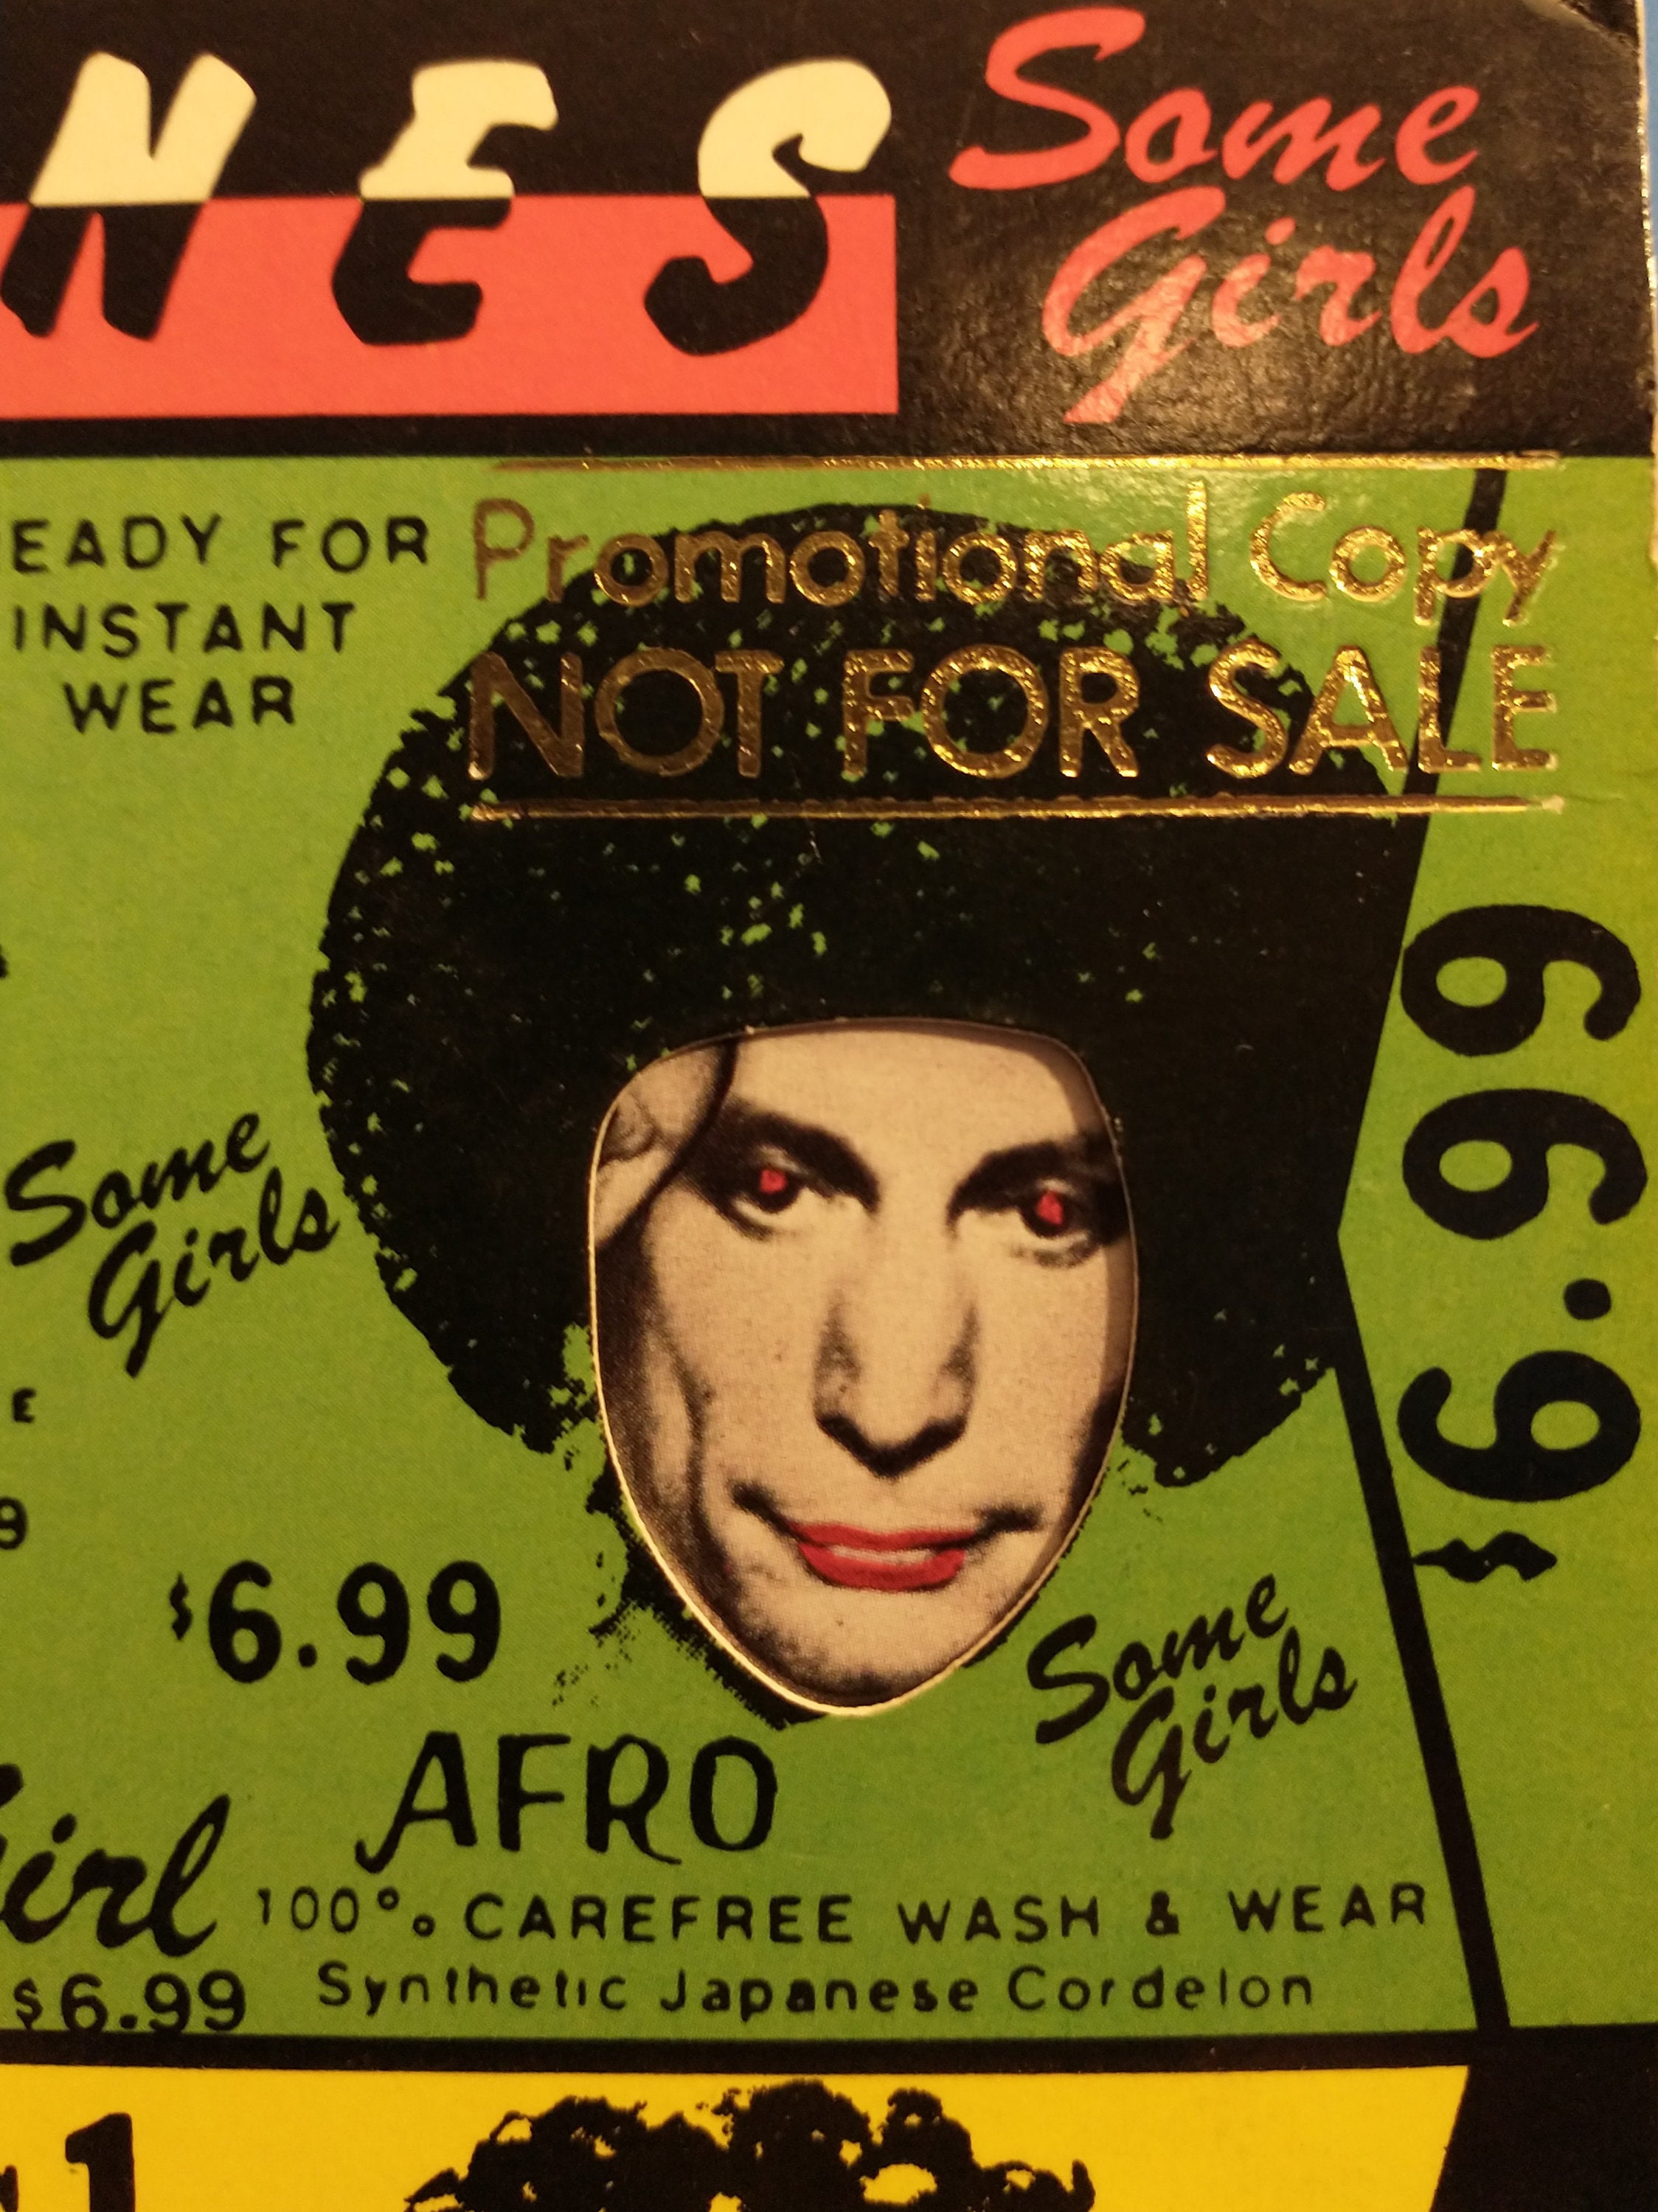 NES
Some
Girls
EADY FOR
INSTANT
WEAR
Promotional Copy
NOT FOR SALE
$6.99
Some
Girls
E
9
$6.99
Some
Girls
AFRO
irl
100% CAREFREE WASH & WEAR
$6.99
Synthetic Japanese Cordelon